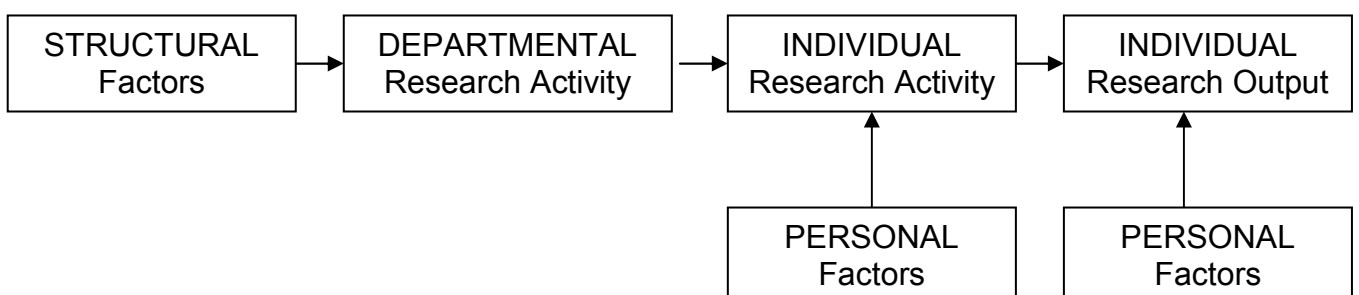 STRUCTURAL
Factors
DEPARTMENTAL
Research Activity
INDIVIDUAL
Research Activity
INDIVIDUAL
Research Output
PERSONAL
Factors
PERSONAL
Factors